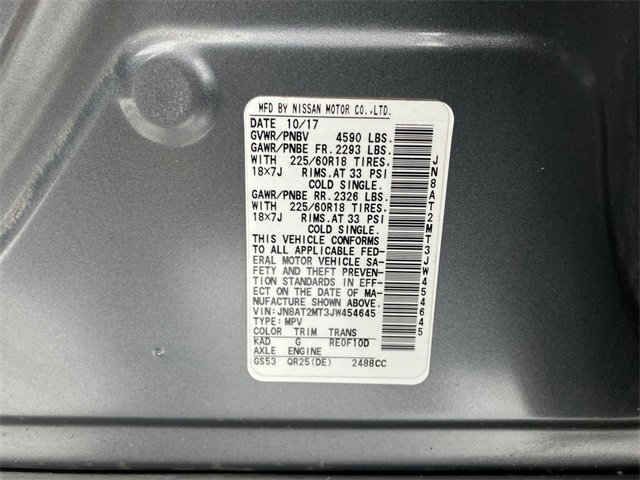 MFD BY NISSAN MOTOR CO.,LTD.
DATE 10/17
GVWR/PNBV 4590 LBS.
GAWR/PNBE FR. 2293 LBS.
WITH 225/60R18 TIRES,
18×7J RIMS.AT 33 PSI
COLD SINGLE.
GAWR/PNBE RR. 2326 LBS.
WITH 225/60R18 TIRES,
18×7J RIMS.AT 33 PSI
COLD SINGLE.
THIS VEHICLE CONFORMS
TO ALL APPLICABLE FED-
ERAL MOTOR VEHICLE SA-
FETY AND THEFT PREVEN-
TION STANDARDS IN EFF-
ECT ON THE DATE OF MA-
NUFACTURE SHOWN ABOVE.
VIN: JN8AT2MT3JW454645
TYPE: MPV
COLOR TRIM TRANS
KAD G RE0F10D
AXLE ENGINE
GS53 QR25(DE) 2488CC
JN8AT2MT3JW454645